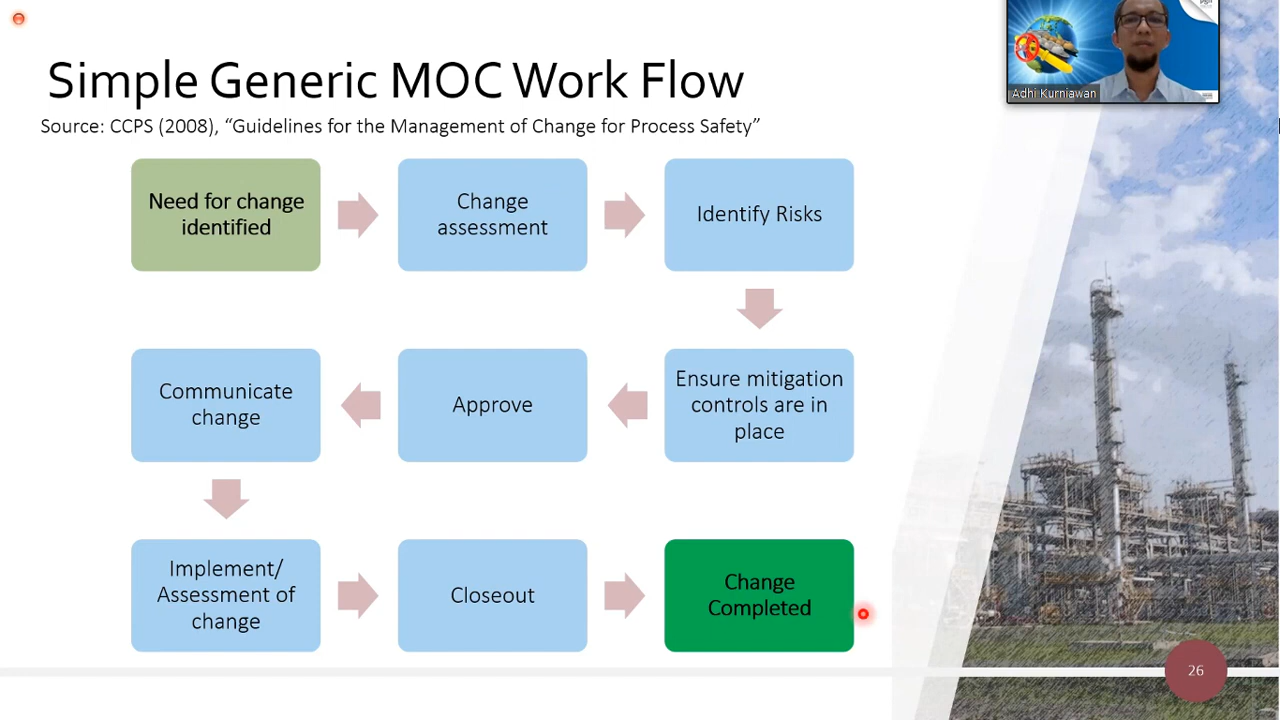 Simple Generic MOC Work Flow
Source: CCPS (2008), “Guidelines for the Management of Change for Process Safety”
Adhi Kurniawan
Need for change
identified
Change
assessment
Identify Risks
Ensure mitigation
controls are in
place
Approve
Communicate
change
Implement/
Assessment of
change
Closeout
Change
Completed
26